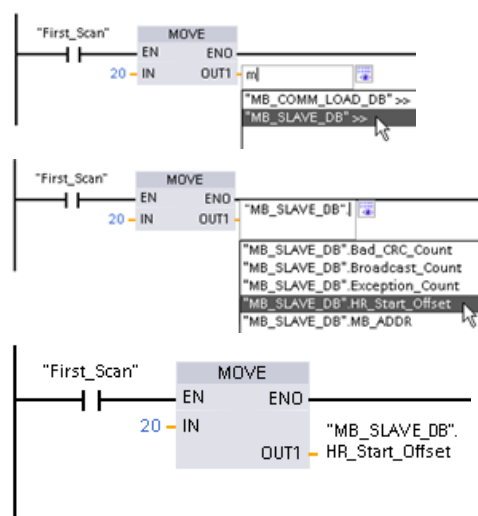 "First_Scan"
MOVE
EN ENO
20 IN OUT1 m
"MB_COMM_LOAD_DB" >>
"MB_SLAVE_DB" >>
"First_Scan"
MOVE
EN ENO
20 IN OUT1 "MB_SLAVE_DB".
"MB_SLAVE_DB".Bad_CRC_Count
"MB_SLAVE_DB".Broadcast_Count
"MB_SLAVE_DB".Exception_Count
"MB_SLAVE_DB".HR_Start_Offset
"MB_SLAVE_DB".MB_ADDR
"First_Scan"
MOVE
EN ENO
20 IN
"MB_SLAVE_DB".
OUT1 HR_Start_Offset